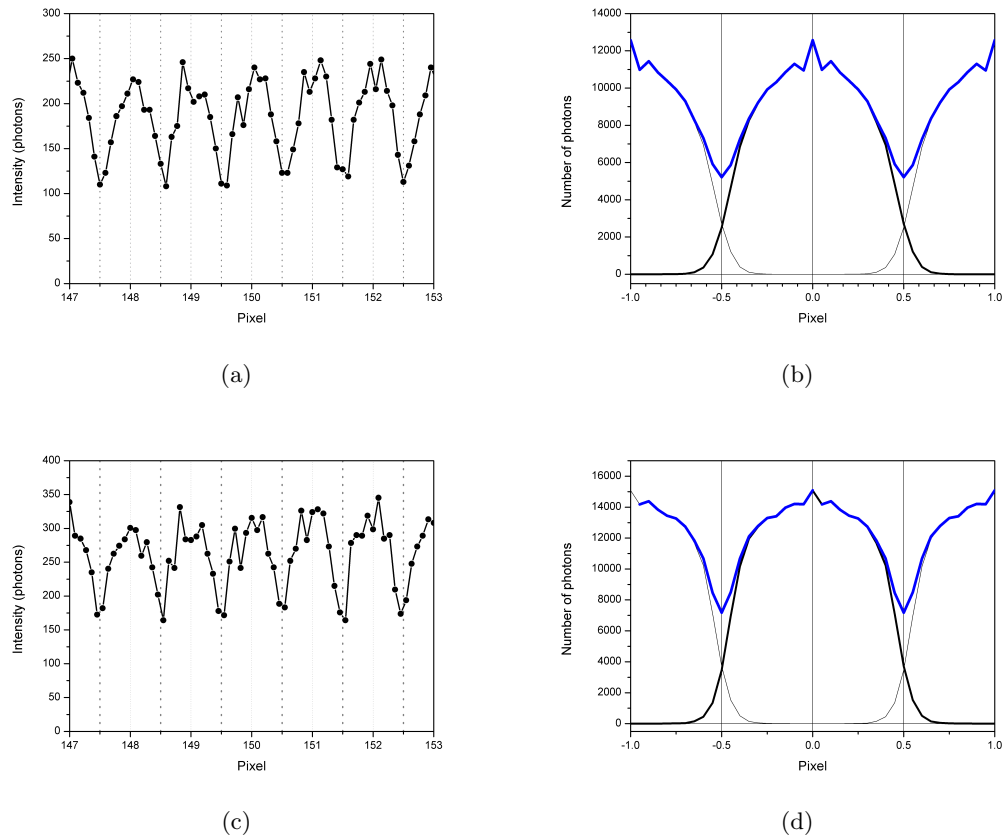 300
250
200
150
100
50
0
Intensity (photons)
147 148 149 150 151 152 153
Pixel
(a)
14000
12000
10000
8000
6000
4000
2000
0
Number of photons
-1.0 -0.5 0.0 0.5 1.0
Pixel
(b)
400
350
300
250
200
150
100
50
0
Intensity (photons)
147 148 149 150 151 152 153
Pixel
(c)
16000
14000
12000
10000
8000
6000
4000
2000
0
Number of photons
-1.0 -0.5 0.0 0.5 1.0
Pixel
(d)